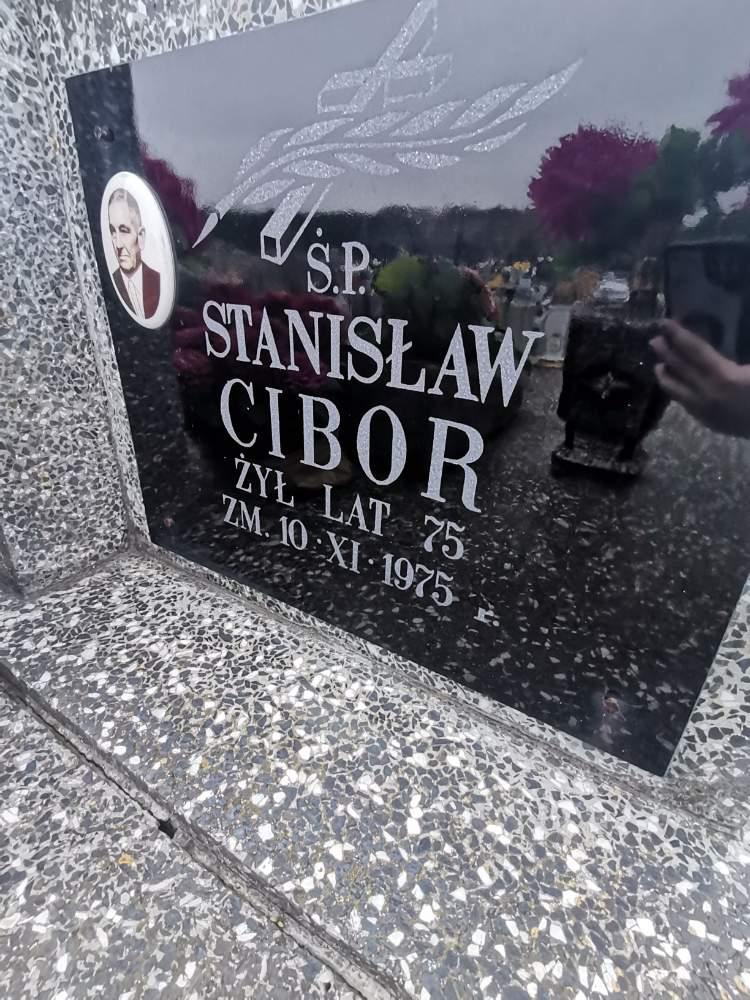 Ś.P.
STANISŁAW
CIBOR
ŻYŁ LAT 75
ZM. 10·XI·1975 r.